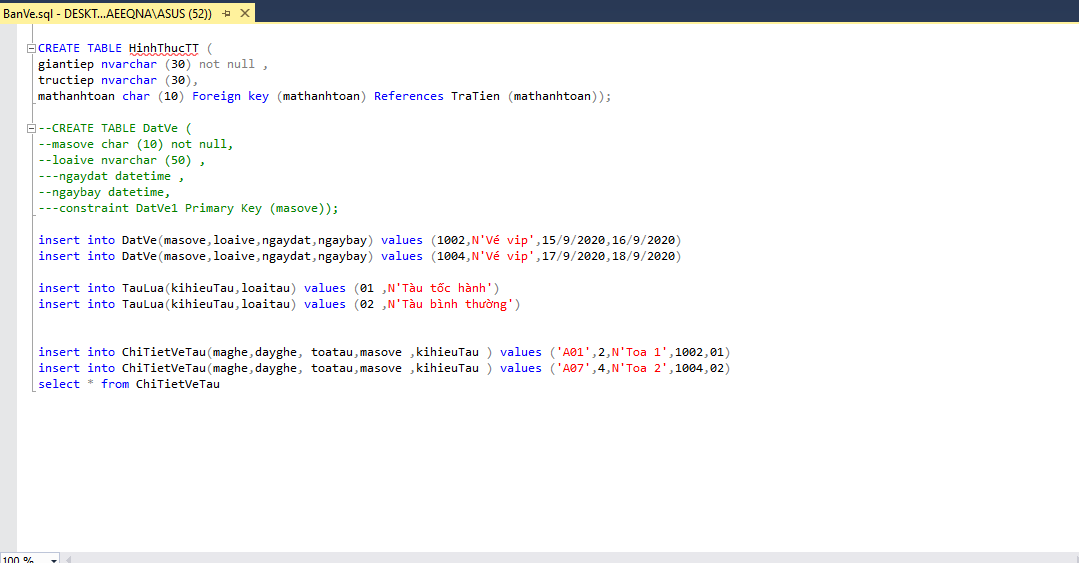 BanVe.sql - DESKT...AEEQNA\ASUS (52))
CREATE TABLE HinhThucTT (
giantiep nvarchar (30) not null ,
tructiep nvarchar (30),
mathanhtoan char (10) Foreign key (mathanhtoan) References TraTien (mathanhtoan));
--CREATE TABLE DatVe (
--masove char (10) not null,
--loaive nvarchar (50) ,
---ngaydat datetime ,
--ngaybay datetime,
---constraint DatVe1 Primary Key (masove));
insert into DatVe(masove,loaive,ngaydat,ngaybay) values (1002,N'Vé vip',15/9/2020,16/9/2020)
insert into DatVe(masove,loaive,ngaydat,ngaybay) values (1004,N'Vé vip',17/9/2020,18/9/2020)
insert into TauLua(kihieuTau,loaitau) values (01 ,N'Tàu tốc hành')
insert into TauLua(kihieuTau,loaitau) values (02 ,N'Tàu bình thường')
insert into ChiTietVeTau(maghe,dayghe, toatau,masove ,kihieuTau ) values ('A01',2,N'Toa 1',1002,01)
insert into ChiTietVeTau(maghe,dayghe, toatau,masove ,kihieuTau ) values ('A07',4,N'Toa 2',1004,02)
select * from ChiTietVeTau
100 %